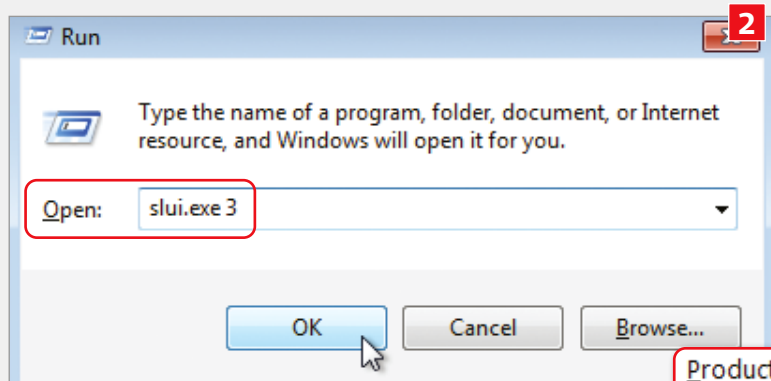 2
Run
Type the name of a program, folder, document, or Internet
resource, and Windows will open it for you.
Open: slui.exe 3
OK Cancel Browse...
Product